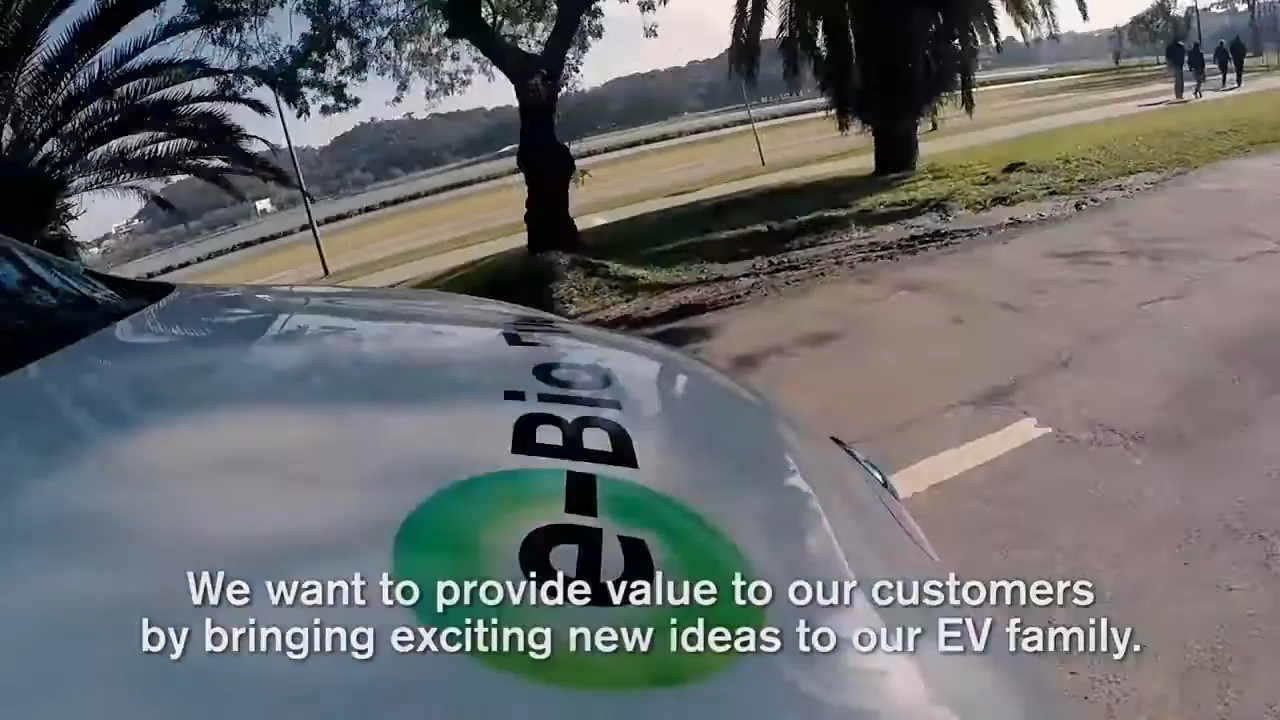 e-Bio
We want to provide value to our customers
by bringing exciting new ideas to our EV family.